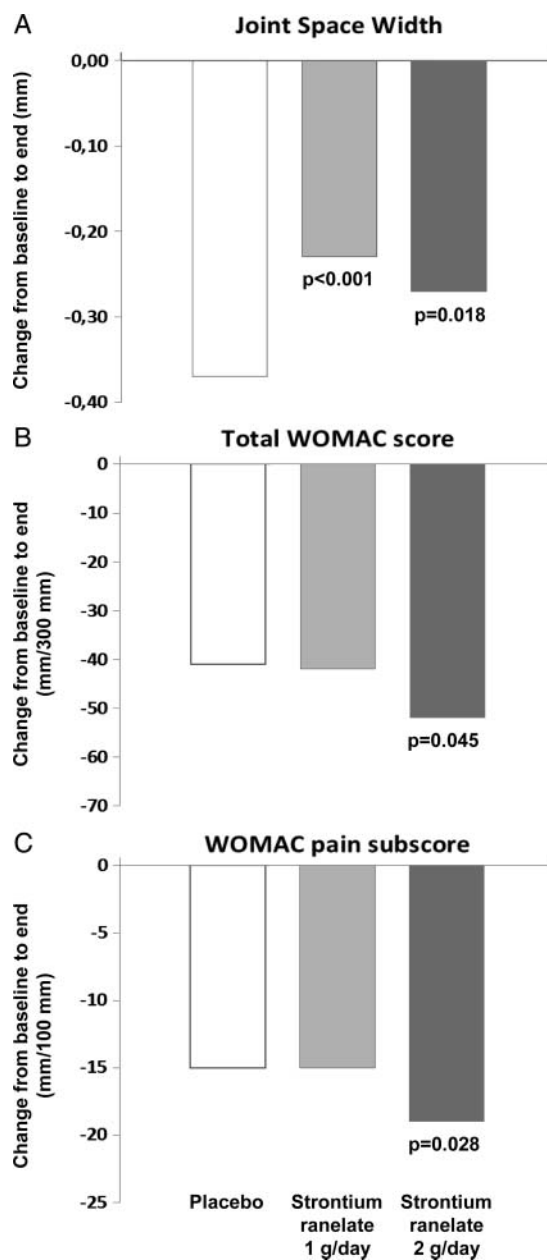 A
Joint Space Width
Change from baseline to end (mm)
0,00
-0,10
-0,20
-0,30
-0,40
p<0.001
p=0.018
B
Total WOMAC score
Change from baseline to end
(mm/300 mm)
0
-10
-20
-30
-40
-50
-60
-70
p=0.045
C
WOMAC pain subscore
Change from baseline to end
(mm/100 mm)
0
-5
-10
-15
-20
-25
p=0.028
Placebo
Strontium
ranelate
1 g/day
Strontium
ranelate
2 g/day